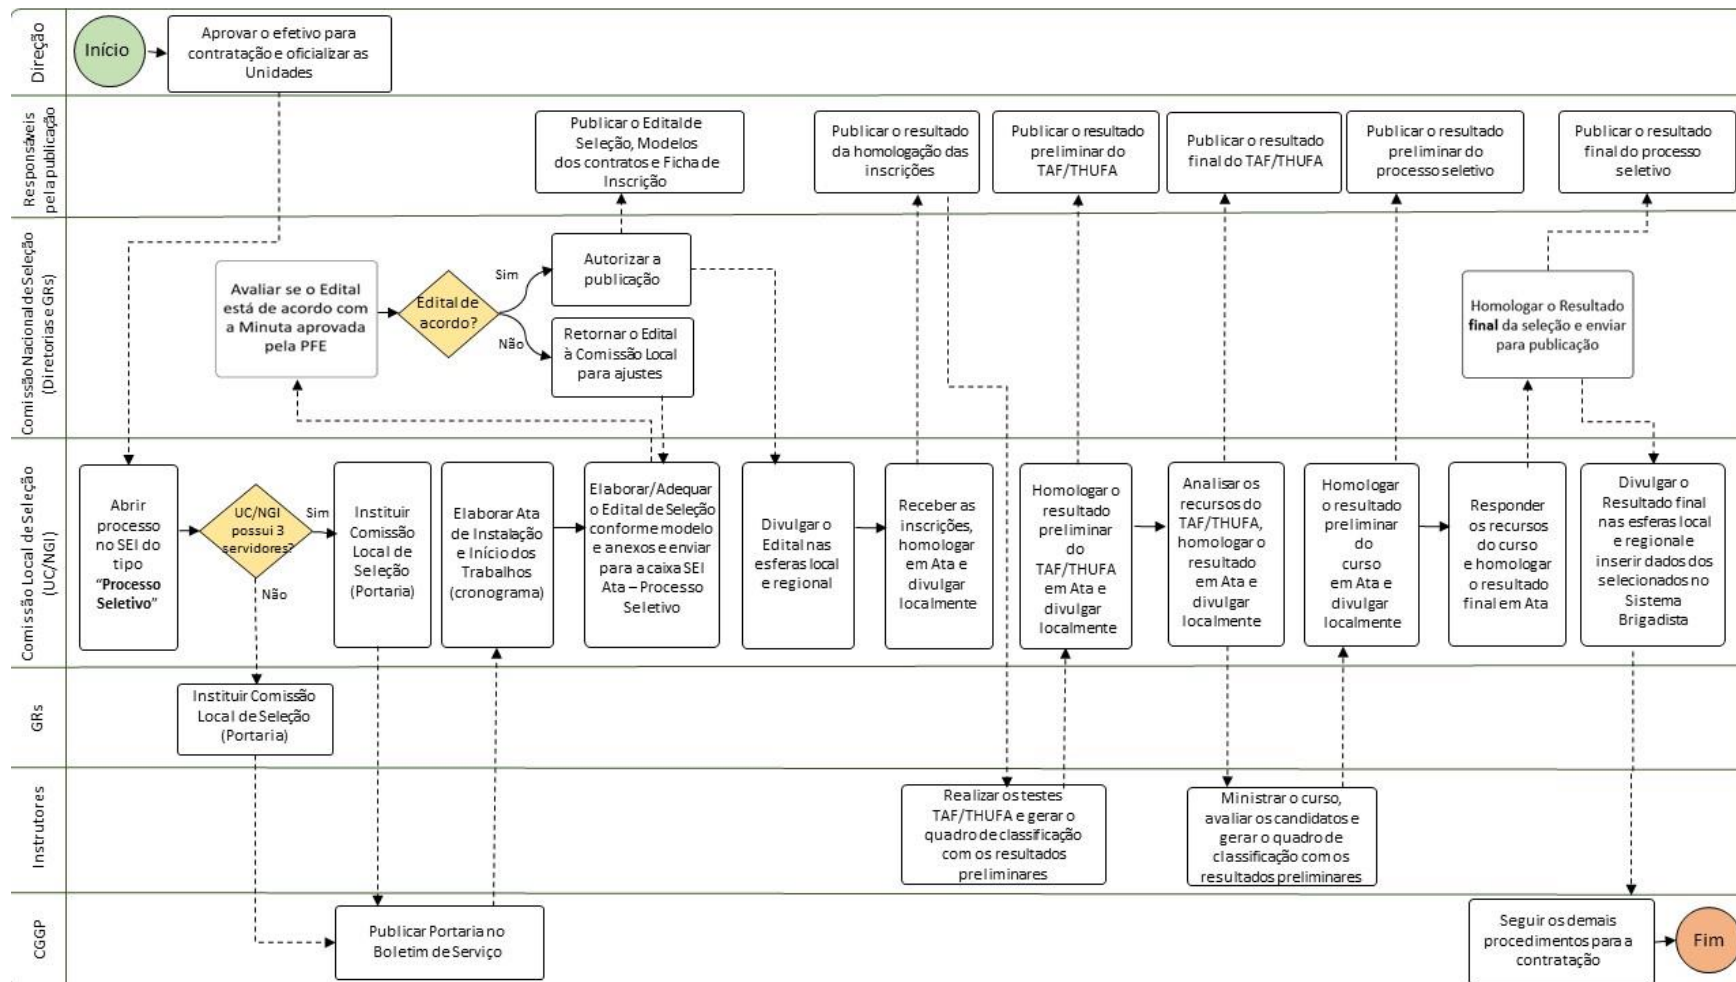 Direção
Início
Aprovar o efetivo para
contratação e oficializar as
Unidades
Responsáveis
pela publicação
Publicar o Edital de
Seleção, Modelos
dos contratos e Ficha de
Inscrição
Publicar o resultado
da homologação das
inscrições
Publicar o resultado
preliminar do
TAF/THUFA
Publicar o resultado
final do TAF/THUFA
Publicar o resultado
preliminar do
processo seletivo
Publicar o resultado
final do processo
seletivo
Comissão Nacional de Seleção
(Diretorias e GRs)
Avaliar se o Edital
está de acordo com
a Minuta aprovada
pela PFE
Edital de
acordo?
Sim
Não
Autorizar a
publicação
Retornar o Edital
à Comissão Local
para ajustes
Homologar o Resultado
final da seleção e enviar
para publicação
Comissão Local de Seleção
(UC/NGI)
Abrir
processo
no SEI do
tipo
"Processo
Seletivo"
UC/NGI
possui 3
servidores?
Sim
Não
Instituir
Comissão
Local de
Seleção
(Portaria)
Elaborar Ata
de Instalação
e Início dos
Trabalhos
(cronograma)
Elaborar/Adequar
o Edital de Seleção
conforme modelo
e anexos e enviar
para a caixa SEI
Ata – Processo
Seletivo
Divulgar o
Edital nas
esferas local
e regional
Receber as
inscrições,
homologar
em Ata e
divulgar
localmente
Homologar o
resultado
preliminar
do
TAF/THUFA
em Ata e
divulgar
localmente
Analisar os
recursos do
TAF/THUFA,
homologar o
resultado
em Ata e
divulgar
localmente
Homologar o
resultado
preliminar
do
curso
em Ata e
divulgar
localmente
Responder
os recursos
do curso
e homologar
o resultado
final em Ata
Divulgar o
Resultado final
nas esferas local
e regional e
inserir dados dos
selecionados no
Sistema
Brigadista
GRs
Instituir Comissão
Local de Seleção
(Portaria)
Instrutores
Realizar os testes
TAF/THUFA e gerar o
quadro de classificação
com os resultados
preliminares
Ministrar o curso,
avaliar os candidatos e
gerar o quadro de
classificação com os
resultados preliminares
CGGP
Publicar Portaria no
Boletim de Serviço
Seguir os demais
procedimentos para a
contratação
Fim